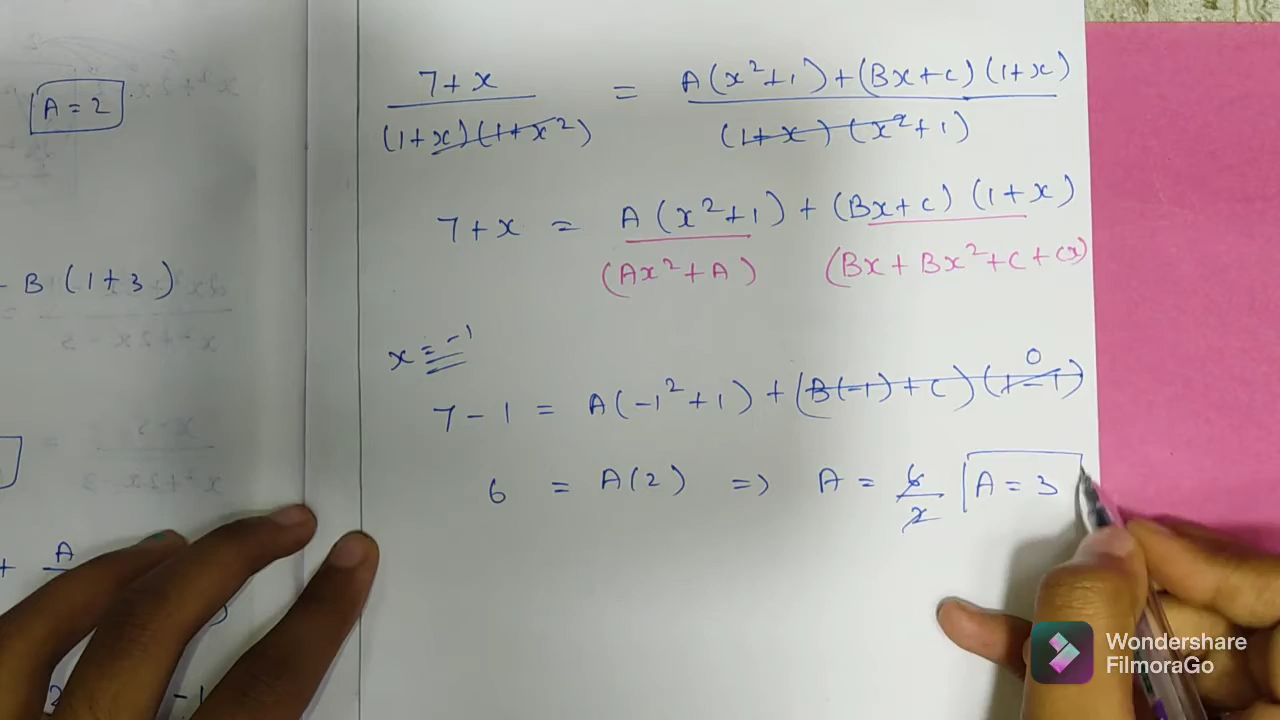 A = 2
- B (1+3)
+ A
7+x / (1+x)(1+x²) = A(x²+1)+(Bx+c)(1+x) / (1+x)(x²+1)
7+x = A(x²+1) + (Bx+c) (1+x)
(Ax²+A) (Bx+Bx²+c+cx)
x = -1
7-1 = A(-1²+1) + (B(-1)+c)(1-1) 0
6 = A(2) => A = 6/2 A = 3
Wondershare
FilmoraGo